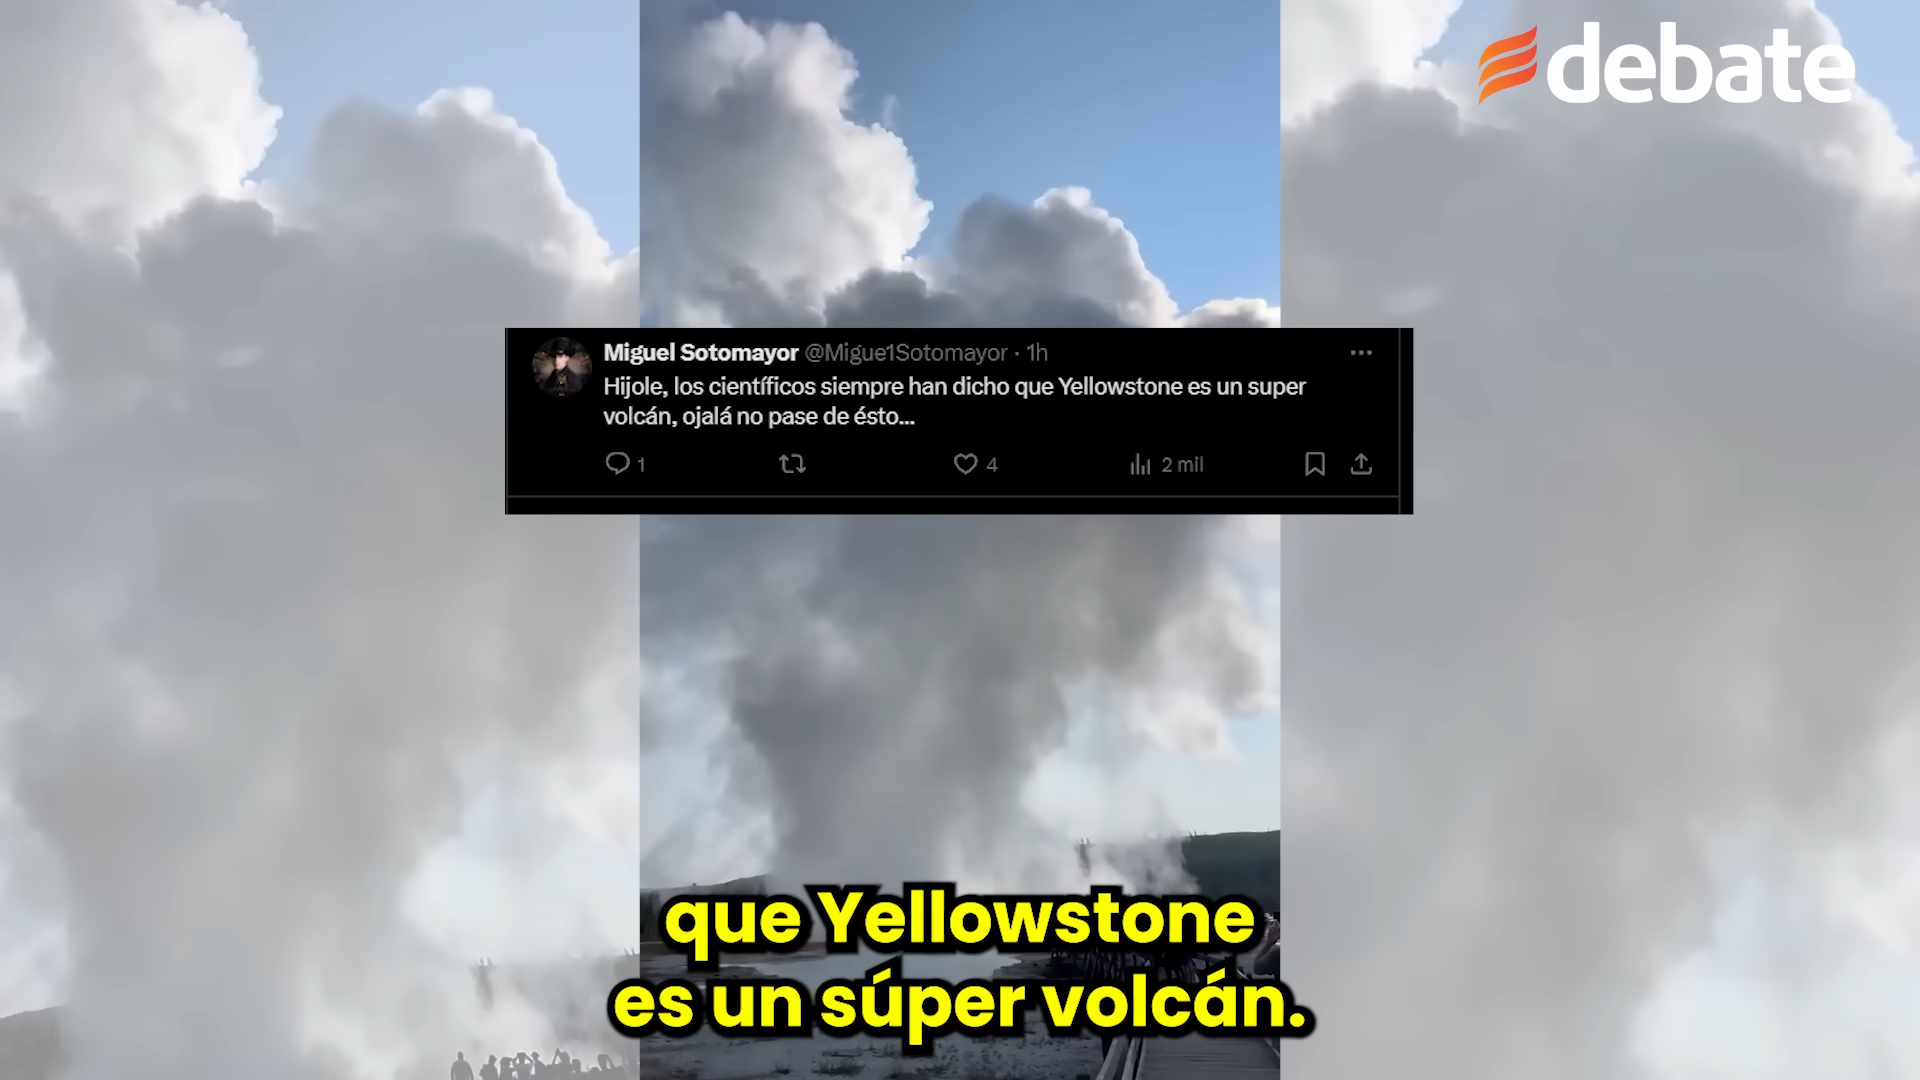 debate
Miguel Sotomayor @Migue1Sotomayor · 1h
Hijole, los científicos siempre han dicho que Yellowstone es un super
volcán, ojalá no pase de ésto...
1 4 2 mil
que Yellowstone
es un súper volcán.